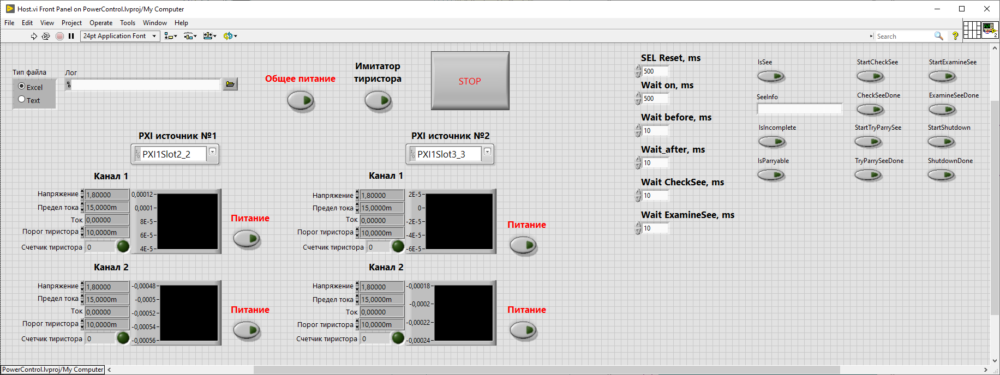 Host.vi Front Panel on PowerControl.lvproj/My Computer
File Edit View Project Operate Tools Window Help
24pt Application Font
Search
2
Тип файла
Excel
Text
Лог
Общее питание
Имитатор
тиристора
STOP
PXI источник №1
PXI1Slot2_2
Канал 1
Напряжение 1,80000
Предел тока 15,0000m
Ток 0,00000
Порог тиристора 10,0000m
Счетчик тиристора 0
0,00012
0,0001
8E-5
6E-5
4E-5
Питание
Канал 2
Напряжение 1,80000
Предел тока 15,0000m
Ток 0,00000
Порог тиристора 10,0000m
Счетчик тиристора 0
-0,00048
-0,0005
-0,00052
-0,00054
-0,00056
Питание
PXI источник №2
PXI1Slot3_3
Канал 1
Напряжение 1,80000
Предел тока 15,0000m
Ток 0,00000
Порог тиристора 10,0000m
Счетчик тиристора 0
2E-5
0
-2E-5
-4E-5
-6E-5
Питание
Канал 2
Напряжение 1,80000
Предел тока 15,0000m
Ток 0,00000
Порог тиристора 10,0000m
Счетчик тиристора 0
-0,00018
-0,0002
-0,00022
-0,00024
Питание
SEL Reset, ms
500
Wait on, ms
500
Wait before, ms
10
Wait_after, ms
10
Wait CheckSee, ms
10
Wait ExamineSee, ms
10
IsSee
SeeInfo
IsIncomplete
IsParryable
StartCheckSee
CheckSeeDone
StartTryParrySee
TryParrySeeDone
StartExamineSee
ExamineSeeDone
StartShutdown
ShutdownDone
PowerControl.lvproj/My Computer